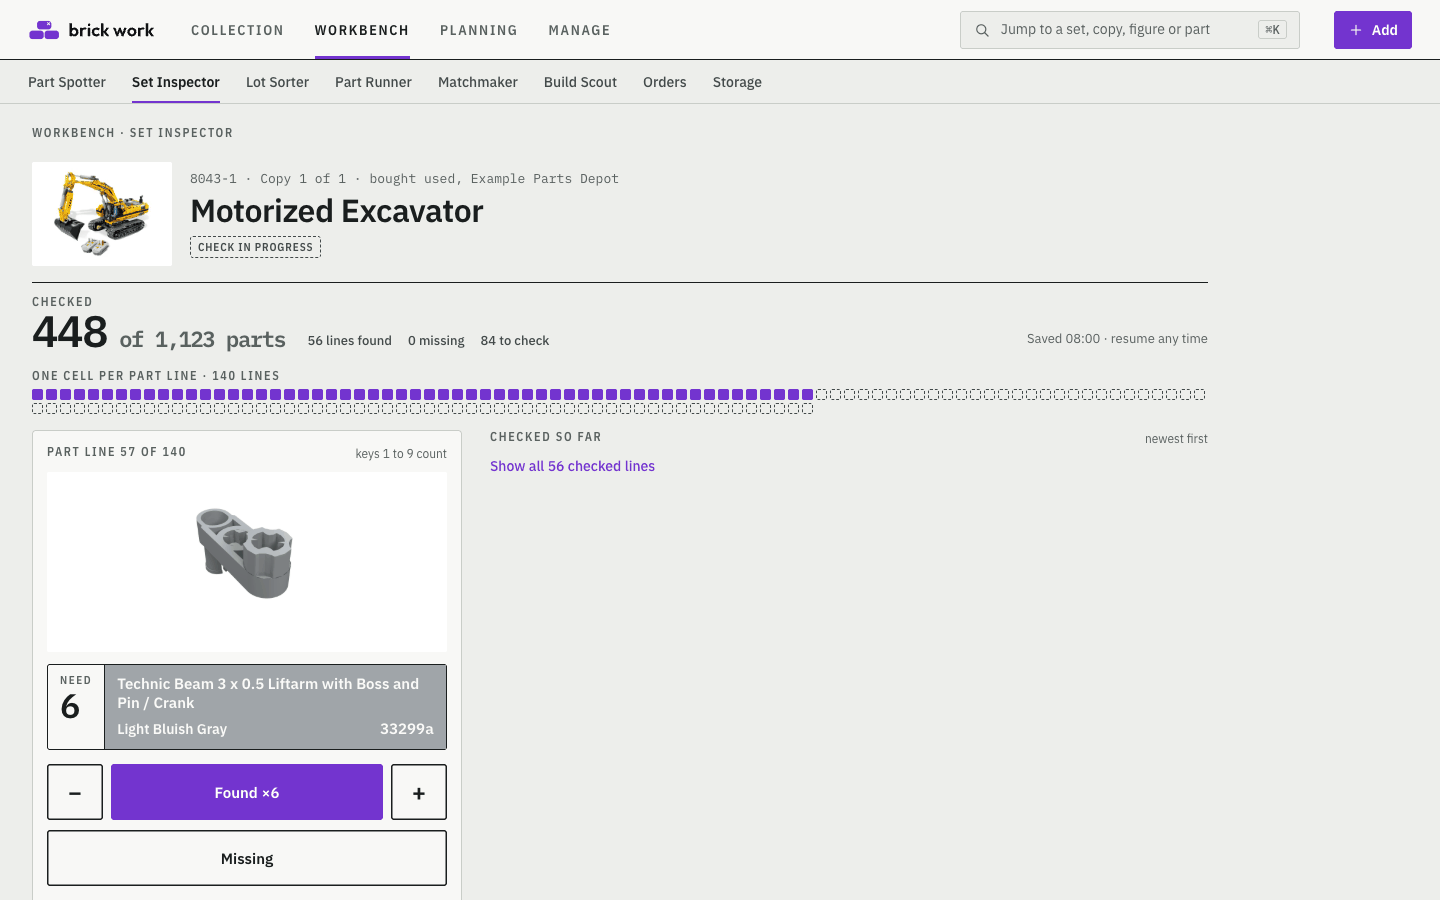 brick work
COLLECTION
WORKBENCH
PLANNING
MANAGE
Jump to a set, copy, figure or part
⌘K
+ Add
Part Spotter
Set Inspector
Lot Sorter
Part Runner
Matchmaker
Build Scout
Orders
Storage
WORKBENCH · SET INSPECTOR
8043-1 · Copy 1 of 1 · bought used, Example Parts Depot
Motorized Excavator
CHECK IN PROGRESS
CHECKED
448 of 1,123 parts
56 lines found
0 missing
84 to check
Saved 08:00 · resume any time
ONE CELL PER PART LINE · 140 LINES
PART LINE 57 OF 140
keys 1 to 9 count
NEED
6
Technic Beam 3 x 0.5 Liftarm with Boss and
Pin / Crank
Light Bluish Gray
33299a
−
Found ×6
+
Missing
CHECKED SO FAR
newest first
Show all 56 checked lines